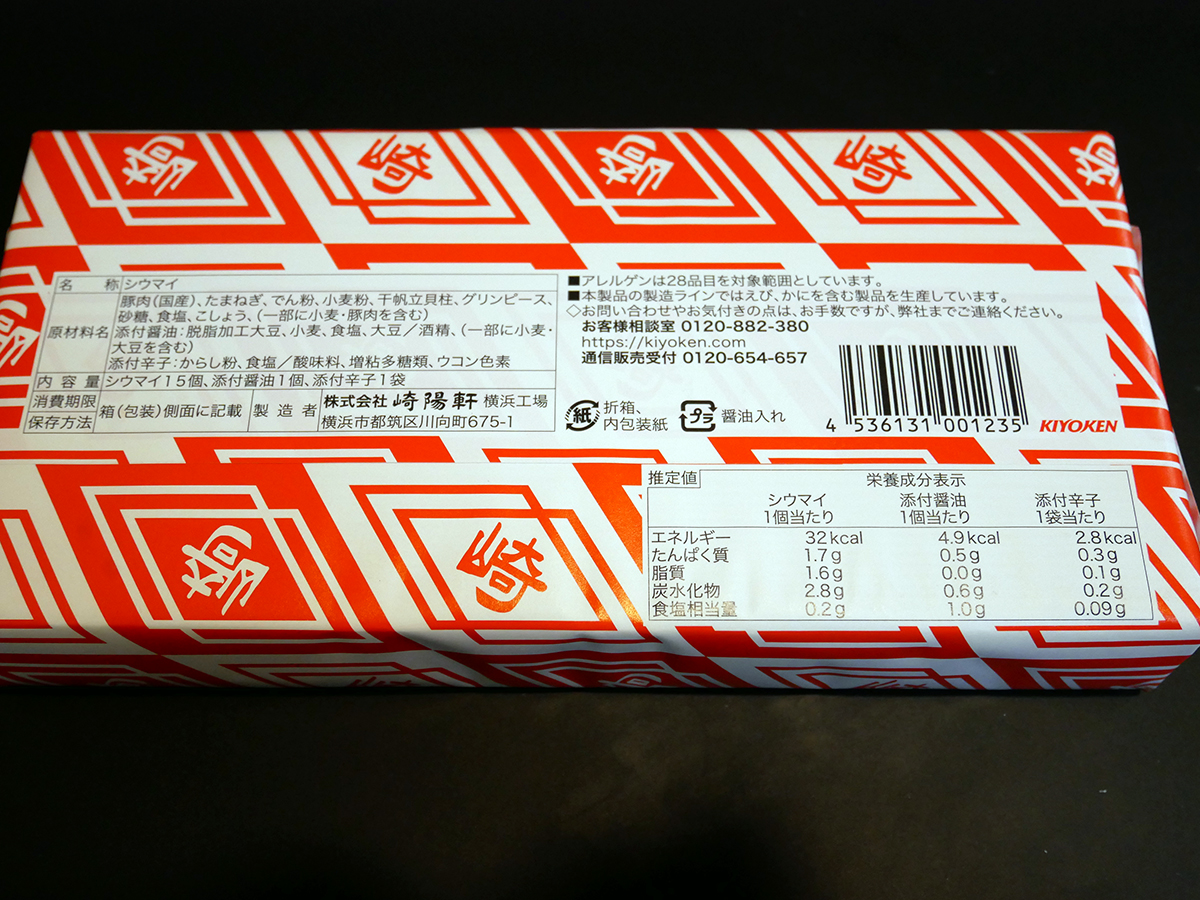 崎 崎 崎 崎 崎
崎
名 称 シウマイ
原材料名 豚肉(国産)、たまねぎ、でん粉、小麦粉、干帆立貝柱、グリンピース、
砂糖、食塩、こしょう、(一部に小麦・豚肉を含む)
添付醤油:脱脂加工大豆、小麦、食塩、大豆/酒精、(一部に小麦・
大豆を含む)
添付辛子:からし粉、食塩/酸味料、増粘多糖類、ウコン色素
内 容 量 シウマイ15個、添付醤油1個、添付辛子1袋
消費期限
保存方法
箱(包装)側面に記載
製 造 者
株式会社 崎陽軒 横浜工場
横浜市都筑区川向町675-1
■アレルゲンは28品目を対象範囲としています。
■本製品の製造ラインではえび、かにを含む製品を生産しています。
◇お問い合わせやお気付きの点は、お手数ですが、弊社までご連絡ください。
お客様相談室 0120-882-380
https://kiyoken.com
通信販売受付 0120-654-657
紙 折箱、
内包装紙
プラ 醤油入れ
4 536131 001235
KIYOKEN
推定値 栄養成分表示
シウマイ 添付醤油 添付辛子
1個当たり 1個当たり 1袋当たり
エネルギー 32kcal 4.9kcal 2.8kcal
たんぱく質 1.7g 0.5g 0.3g
脂質 1.6g 0.0g 0.1g
炭水化物 2.8g 0.6g 0.2g
食塩相当量 0.2g 1.0g 0.09g
崎 崎